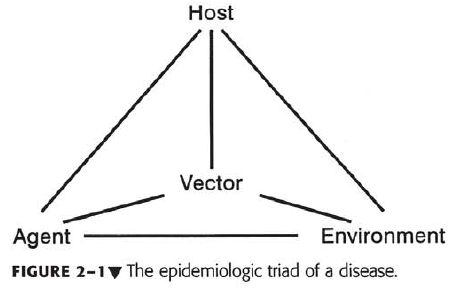 Host
Vector
Agent
Environment
FIGURE 2–1▼ The epidemiologic triad of a disease.